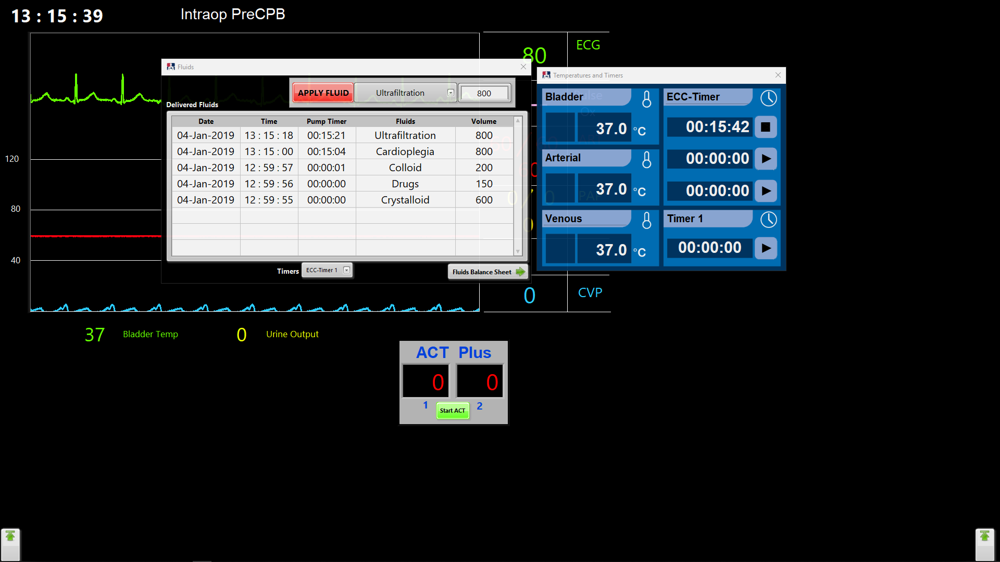 13 : 15 : 39
Intraop PreCPB
80
ECG
Fluids
APPLY FLUID
Ultrafiltration
800
Delivered Fluids
Date Time Pump Timer Fluids Volume
04-Jan-2019 13 : 15 : 18 00:15:21 Ultrafiltration 800
04-Jan-2019 13 : 15 : 00 00:15:04 Cardioplegia 800
04-Jan-2019 12 : 59 : 57 00:00:01 Colloid 200
04-Jan-2019 12 : 59 : 56 00:00:00 Drugs 150
04-Jan-2019 12 : 59 : 55 00:00:00 Crystalloid 600
Timers
ECC-Timer 1
Fluids Balance Sheet
120
80
40
Temperatures and Timers
Bladder
37.0 °C
Arterial
37.0 °C
Venous
37.0 °C
ECC-Timer
00:15:42
00:00:00
00:00:00
Timer 1
00:00:00
Pulse
Ox
PAP
0
CVP
37 Bladder Temp
0 Urine Output
ACT Plus
0 0
1 2
Start ACT